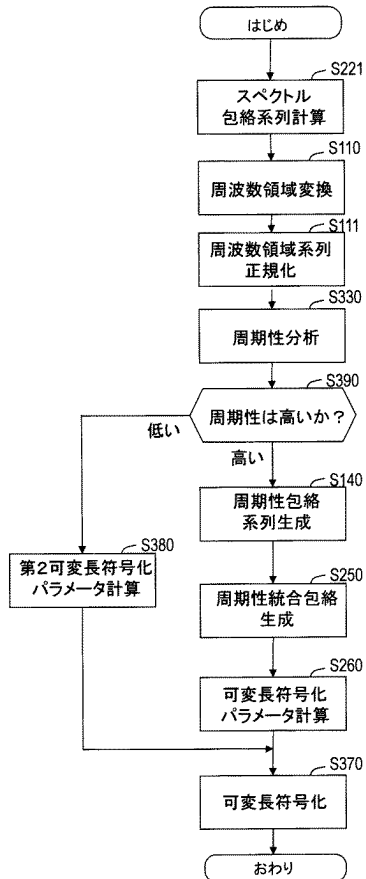 はじめ
S221
スペクトル
包絡系列計算
S110
周波数領域変換
S111
周波数領域系列
正規化
S330
周期性分析
S390
周期性は高いか?
低い
高い
S140
周期性包絡
系列生成
S380
第2可変長符号化
パラメータ計算
S250
周期性統合包絡
生成
S260
可変長符号化
パラメータ計算
S370
可変長符号化
おわり